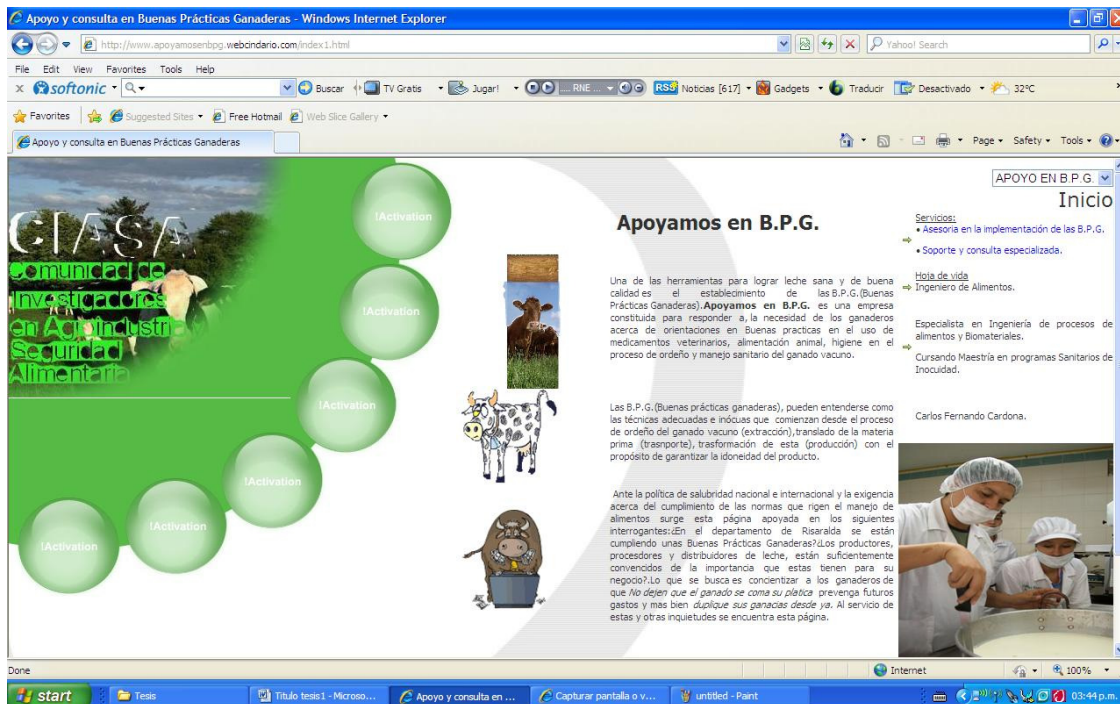 Apoyo y consulta en Buenas Prácticas Ganaderas - Windows Internet Explorer
http://www.apoyamosenbpg.webcindario.com/index1.html
Yahoo! Search
File Edit View Favorites Tools Help
x softonic Buscar TV Gratis Jugar! .... RNE ... RSS Noticias [617] Gadgets Traducir Desactivado 32ºC
Favorites Suggested Sites Free Hotmail Web Slice Gallery
Apoyo y consulta en Buenas Prácticas Ganaderas
Page Safety Tools
CIASA
Comunidad de
Investigadores
en Agroindustr
Seguridad
Alimentaria
!Activation
!Activation
!Activation
!Activation
!Activation
!Activation
Apoyamos en B.P.G.
Una de las herramientas para lograr leche sana y de buena
calidad es el establecimiento de las B.P.G.(Buenas
Prácticas Ganaderas).Apoyamos en B.P.G. es una empresa
constituida para responder a, la necesidad de los ganaderos
acerca de orientaciones en Buenas practicas en el uso de
medicamentos veterinarios, alimentación animal, higiene en el
proceso de ordeño y manejo sanitario del ganado vacuno.
Las B.P.G.(Buenas prácticas ganaderas), pueden entenderse como
las técnicas adecuadas e inócuas que comienzan desde el proceso
de ordeño del ganado vacuno (extracción),translado de la materia
prima (trasnporte), trasformación de esta (producción) con el
propósito de garantizar la idoneidad del producto.
Ante la política de salubridad nacional e internacional y la exigencia
acerca del cumplimiento de las normas que rigen el manejo de
alimentos surge esta página apoyada en los siguientes
interrogantes:¿En el departamento de Risaralda se están
cumpliendo unas Buenas Prácticas Ganaderas?¿Los productores,
procesdores y distribuidores de leche, están suficientemente
convencidos de la importancia que estas tienen para su
negocio?.Lo que se busca es concientizar a los ganaderos de
que No dejen que el ganado se coma su platica prevenga futuros
gastos y mas bien duplique sus ganacias desde ya. Al servicio de
estas y otras inquietudes se encuentra esta página.
APOYO EN B.P.G.
Inicio
Servicios:
• Asesoria en la implementación de las B.P.G.
• Soporte y consulta especializada.
Hoja de vida
Ingeniero de Alimentos.
Especialista en Ingeniería de procesos de
alimentos y Biomateriales.
Cursando Maestría en programas Sanitarios de
Inocuidad.
Carlos Fernando Cardona.
Done
Internet
100%
start Tesis Titulo tesis1 - Microso... Apoyo y consulta en ... Capturar pantalla o v... untitled - Paint 03:44 p.m.